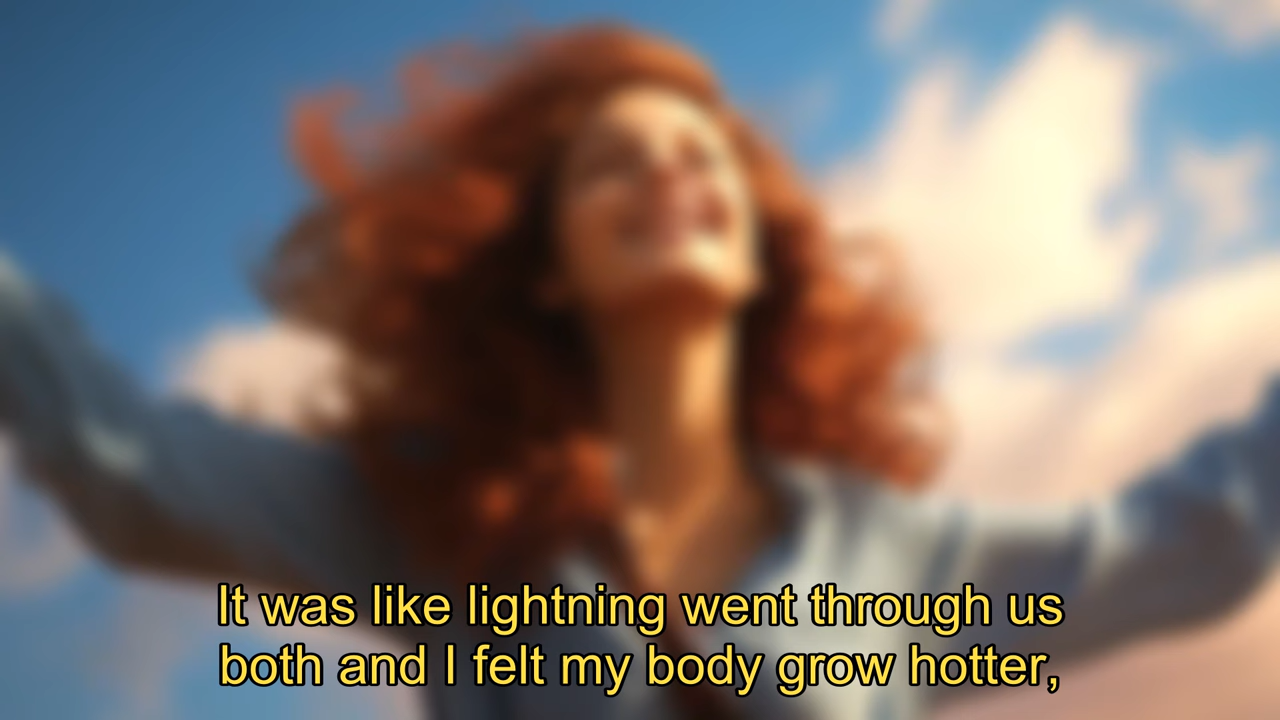 It was like lightning went through us
both and I felt my body grow hotter,